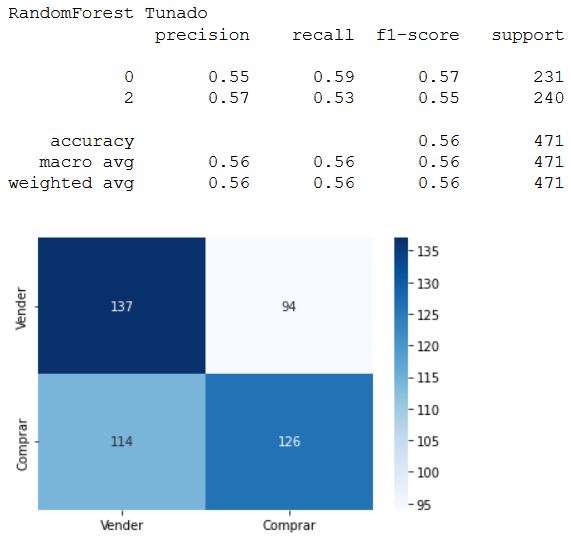 RandomForest Tunado
precision recall f1-score support
0 0.55 0.59 0.57 231
2 0.57 0.53 0.55 240
accuracy 0.56 471
macro avg 0.56 0.56 0.56 471
weighted avg 0.56 0.56 0.56 471
Vender 137 94
Comprar 114 126
Vender Comprar
135
130
125
120
115
110
105
100
95